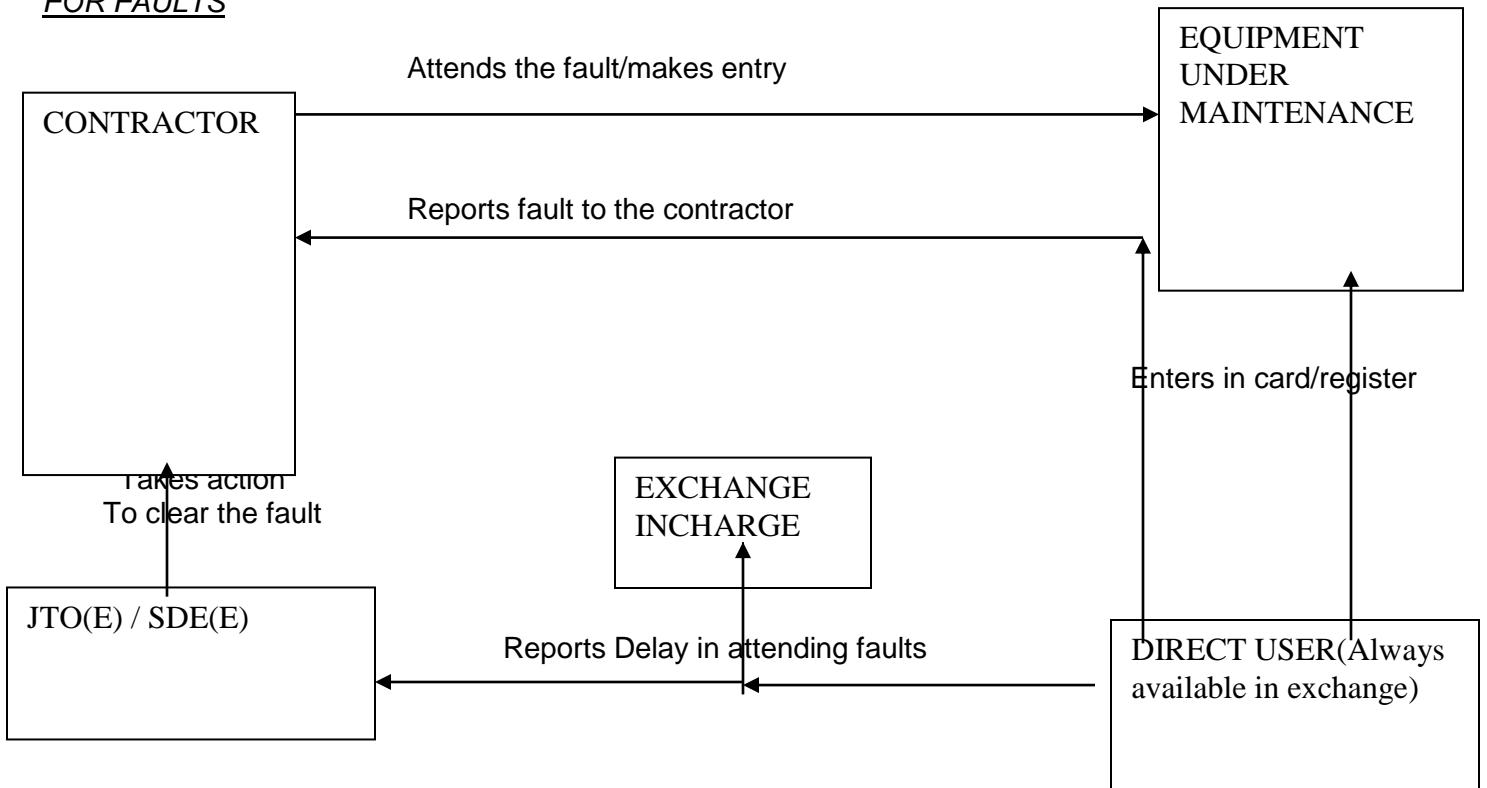 FOR FAULTS
EQUIPMENT
UNDER
MAINTENANCE
Attends the fault/makes entry
CONTRACTOR
Reports fault to the contractor
Enters in card/register
Takes action
To clear the fault
EXCHANGE
INCHARGE
JTO(E) / SDE(E)
Reports Delay in attending faults
DIRECT USER(Always
available in exchange)